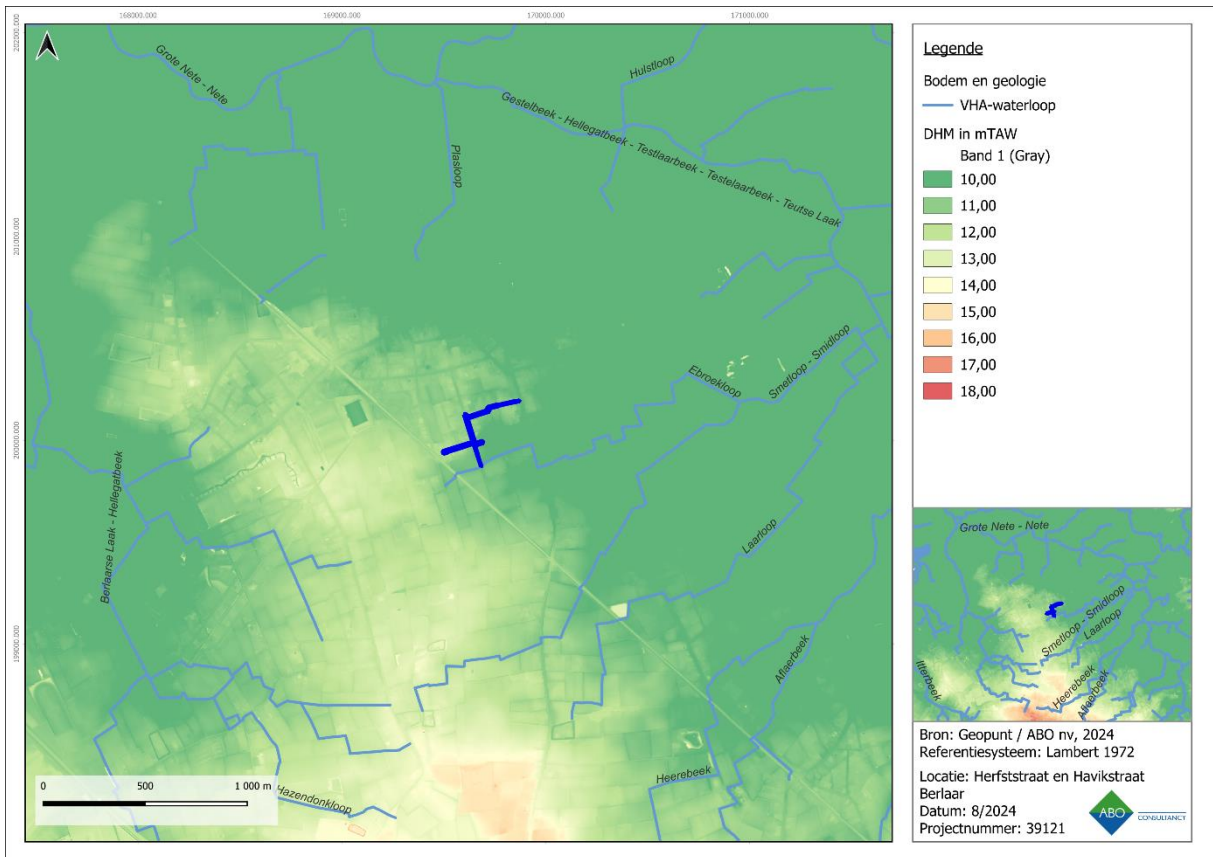 168000.000
169000.000
170000.000
171000.000
202000.000
201000.000
200000.000
199000.000
Grote Nete - Nete
Hulstloop
Gestelbeek - Hellegatbeek - Testlaarbeek - Testelaarbeek - Teutse Laak
Plasloop
Ebroekloop
Smetloop - Smidloop
Berlaarse Laak - Hellegatbeek
Laarloop
Aflaerbeek
Heerebeek
Hazendonkloop
0
500
1 000 m
Legende
Bodem en geologie
VHA-waterloop
DHM in mTAW
Band 1 (Gray)
10,00
11,00
12,00
13,00
14,00
15,00
16,00
17,00
18,00
Grote Nete - Nete
Smetloop - Smidloop
Laarloop
Itterbeek
Heerebeek
Aflaerbeek
Bron: Geopunt / ABO nv, 2024
Referentiesysteem: Lambert 1972
Locatie: Herfststraat en Havikstraat
Berlaar
Datum: 8/2024
Projectnummer: 39121
ABO
CONSULTANCY